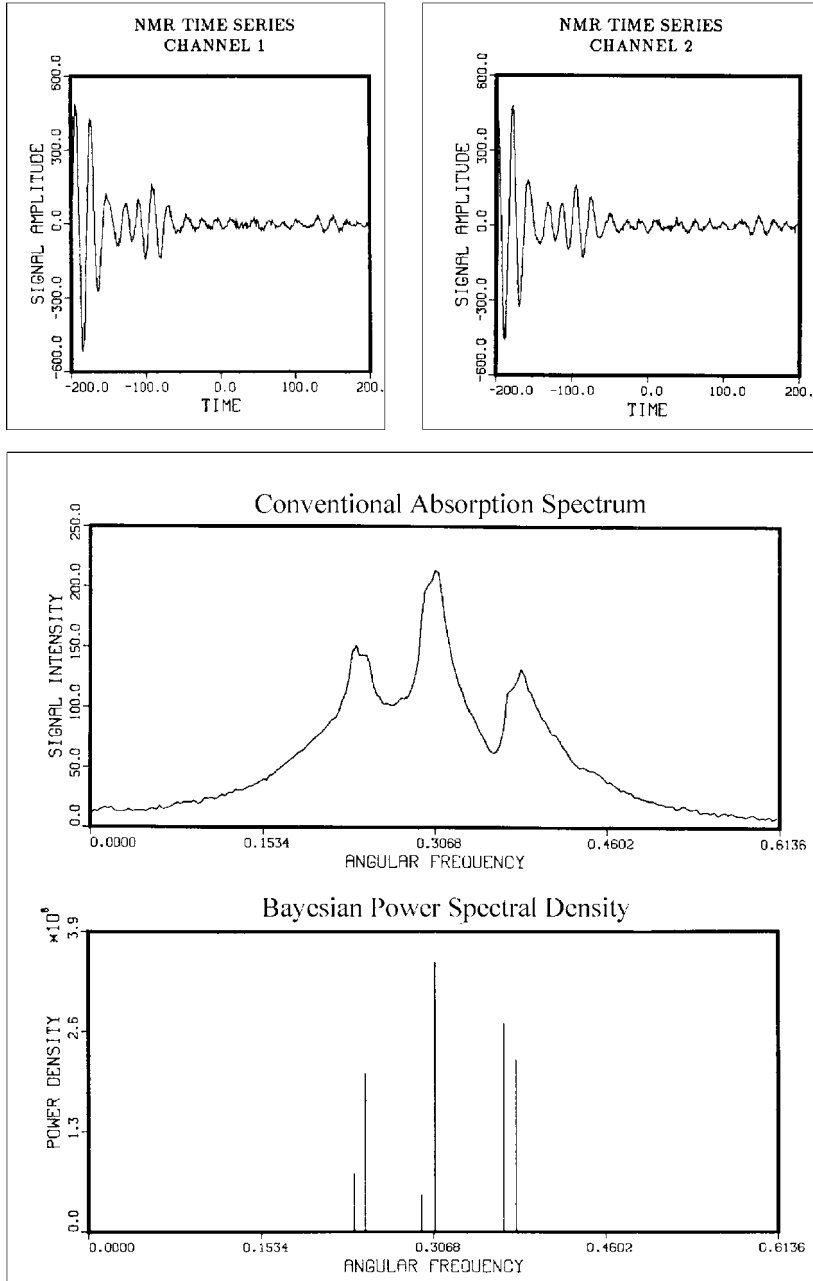 NMR TIME SERIES
CHANNEL 1
SIGNAL AMPLITUDE
600.0
300.0
0.0
-300.0
-600.0
-200.0 -100.0 0.0 100.0 200.
TIME
NMR TIME SERIES
CHANNEL 2
SIGNAL AMPLITUDE
600.0
300.0
0.0
-300.0
-600.0
-200.0 -100.0 0.0 100.0 200.
TIME
Conventional Absorption Spectrum
SIGNAL INTENSITY
250.0
200.0
150.0
100.0
50.0
0.0
0.0000 0.1534 0.3068 0.4602 0.6136
ANGULAR FREQUENCY
Bayesian Power Spectral Density
×10⁸
POWER DENSITY
3.9
2.6
1.3
0.0
0.0000 0.1534 0.3068 0.4602 0.6136
ANGULAR FREQUENCY